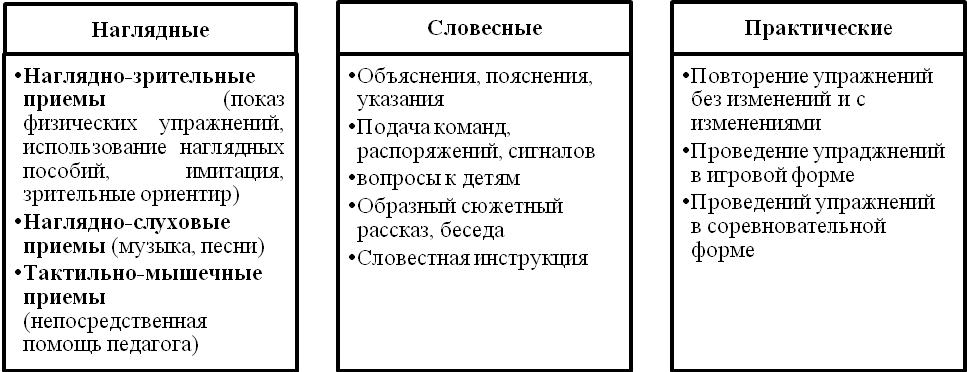 Наглядные
•Наглядно-зрительные
приемы (показ
физических упражнений,
использование наглядных
пособий, имитация,
зрительные ориентир)
•Наглядно-слуховые
приемы (музыка, песни)
•Тактильно-мышечные
приемы
(непосредственная
помощь педагога)
Словесные
•Объяснения, пояснения,
указания
•Подача команд,
распоряжений, сигналов
•вопросы к детям
•Образный сюжетный
рассказ, беседа
•Словестная инструкция
Практические
•Повторение упражнений
без изменений и с
изменениями
•Проведение упраджнений
в игровой форме
•Проведений упражнений
в соревновательной
форме